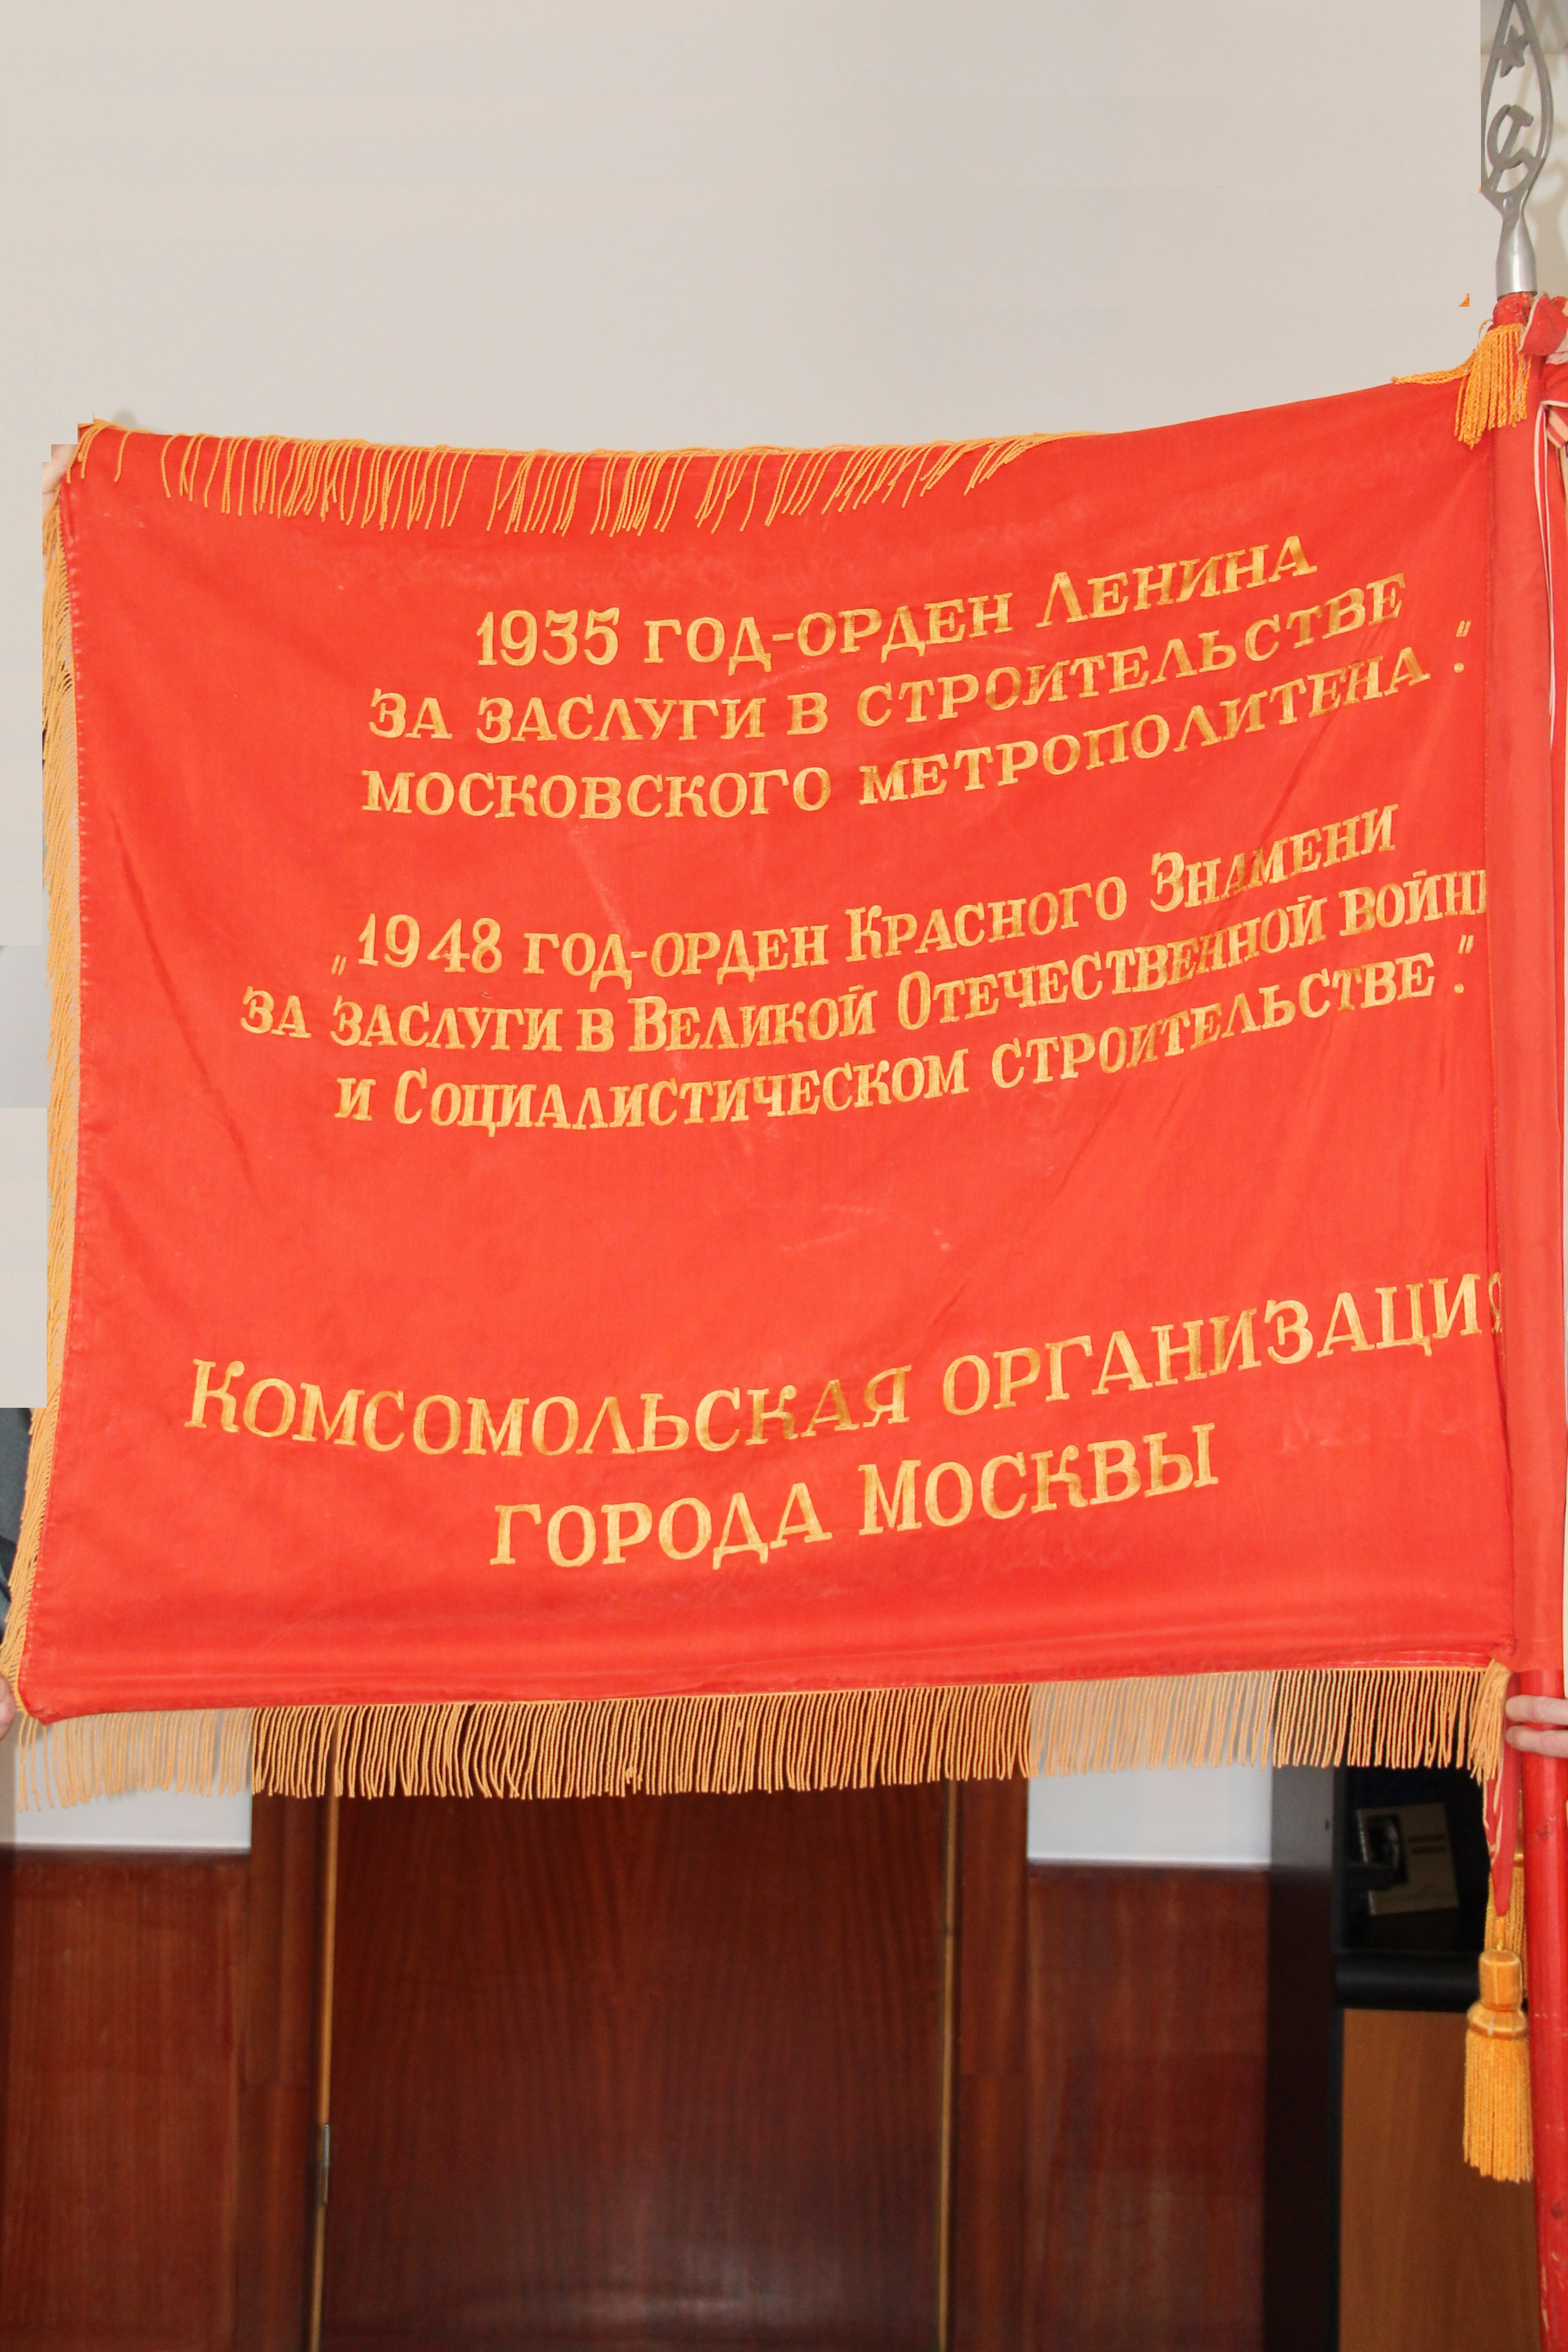 1935 год-орден Ленина
за заслуги в строительстве
московского метрополитена."
„1948 год-орден Красного Знамени
за заслуги в Великой Отечественной войны
и Социалистическом строительстве."
Комсомольская организация
города Москвы